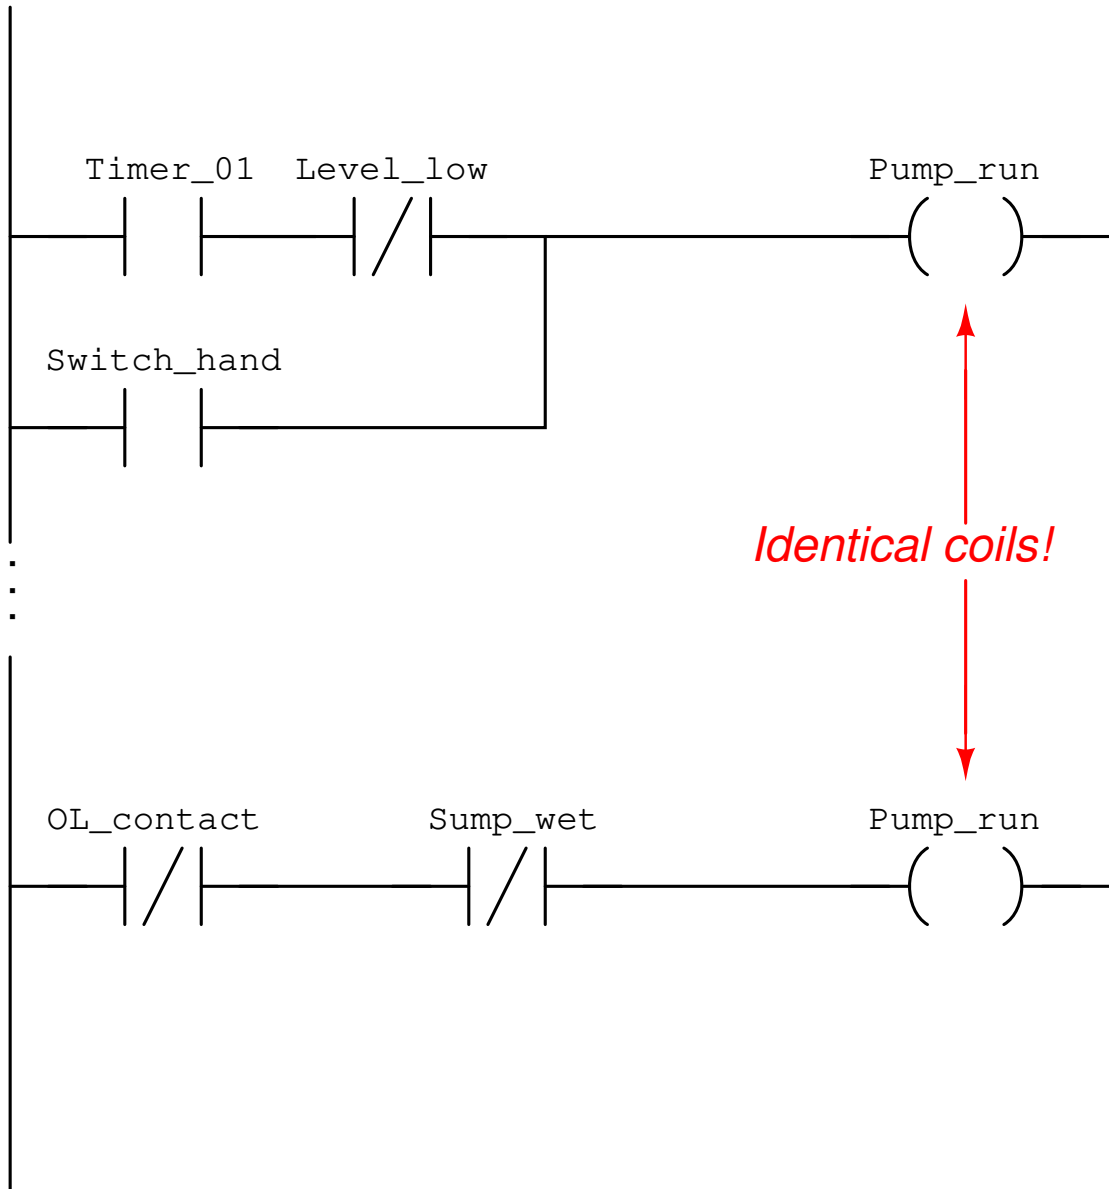 Timer_01 Level_low Pump_run
Switch_hand
Identical coils!
OL_contact Sump_wet Pump_run